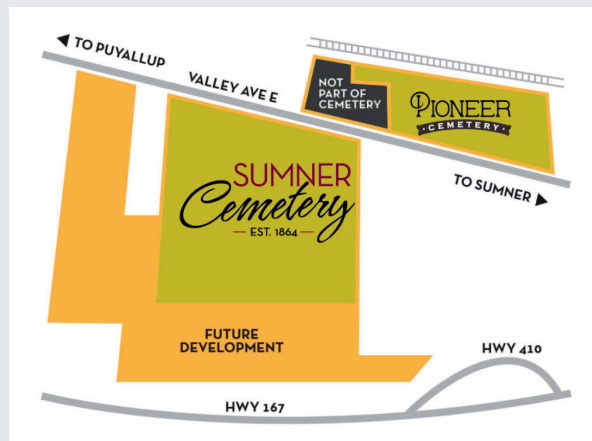 TO PUYALLUP
VALLEY AVE E
NOT
PART OF
CEMETERY
PIONEER
CEMETERY
TO SUMNER
SUMNER
Cemetery
EST. 1864
FUTURE
DEVELOPMENT
HWY 410
HWY 167